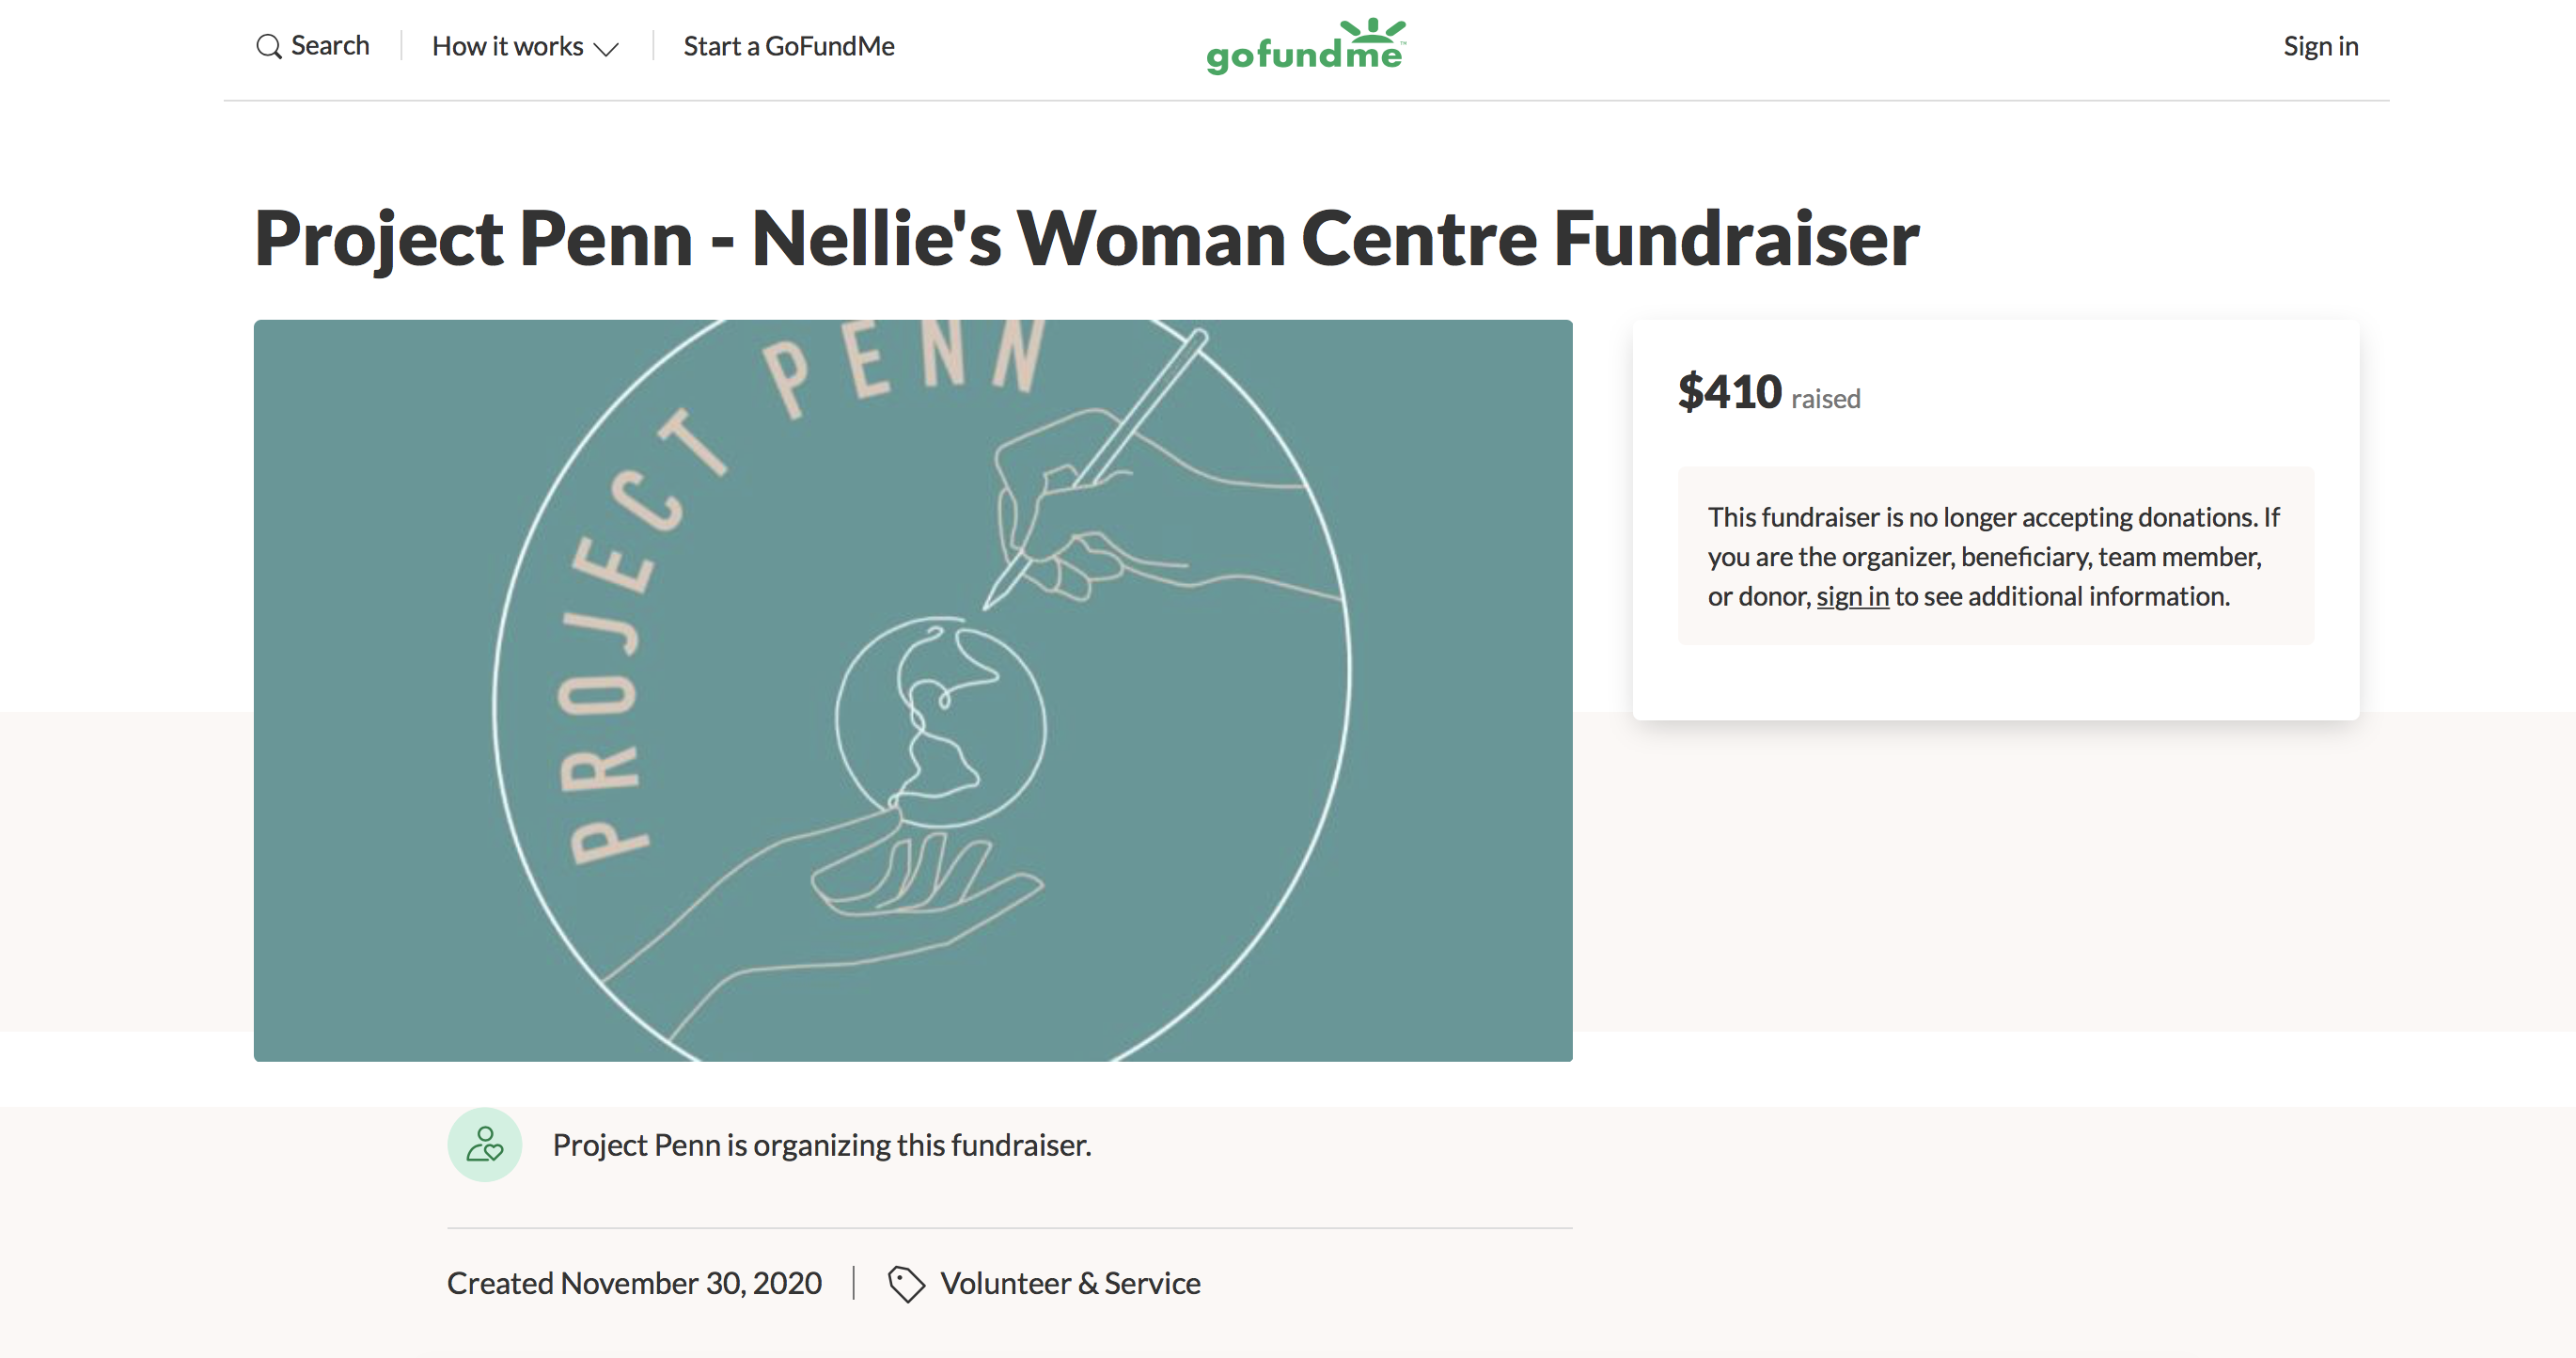 Search
How it works
Start a GoFundMe
gofundme™
Sign in
Project Penn - Nellie's Woman Centre Fundraiser
PROJECT PENN
$410 raised
This fundraiser is no longer accepting donations. If
you are the organizer, beneficiary, team member,
or donor, sign in to see additional information.
Project Penn is organizing this fundraiser.
Created November 30, 2020
Volunteer & Service